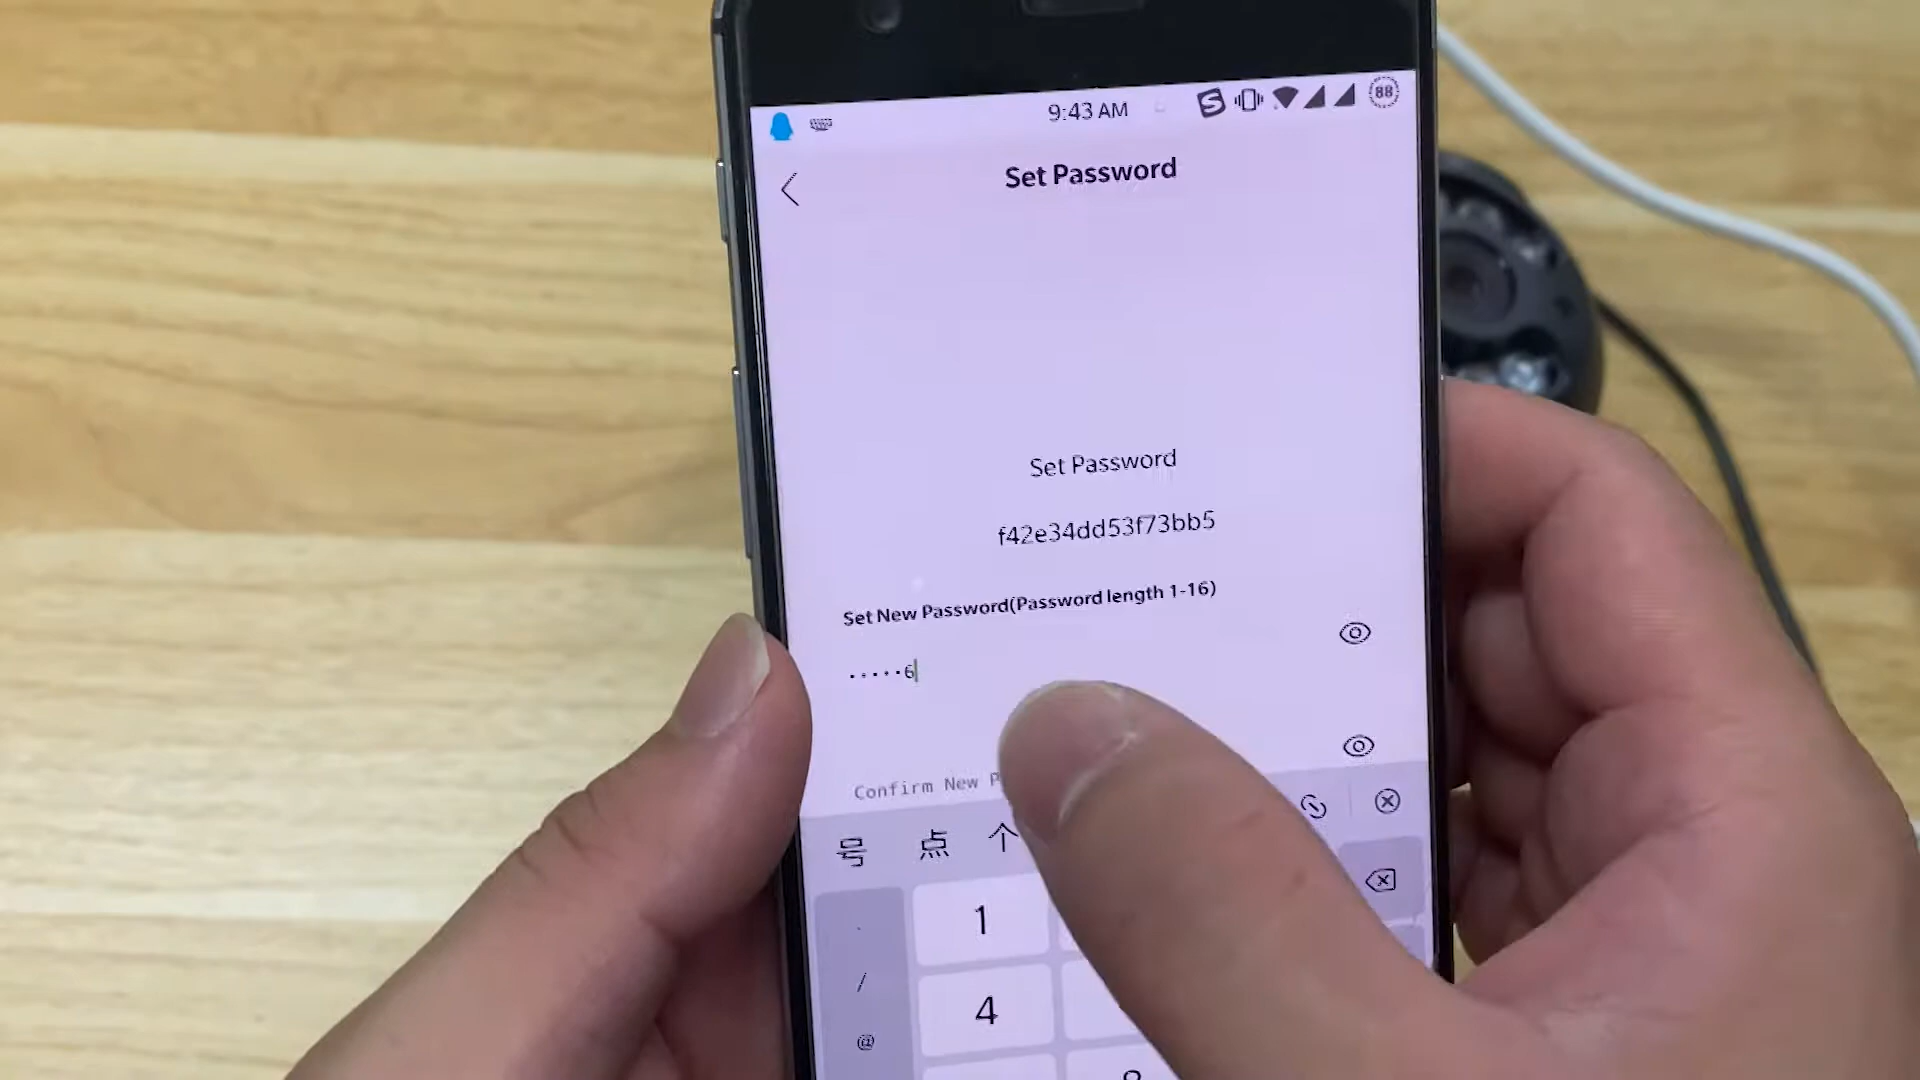 9:43 AM
88
Set Password
Set Password
f42e34dd53f73bb5
Set New Password(Password length 1-16)
·····6
Confirm New
号 点 个
.
1
/
4
@